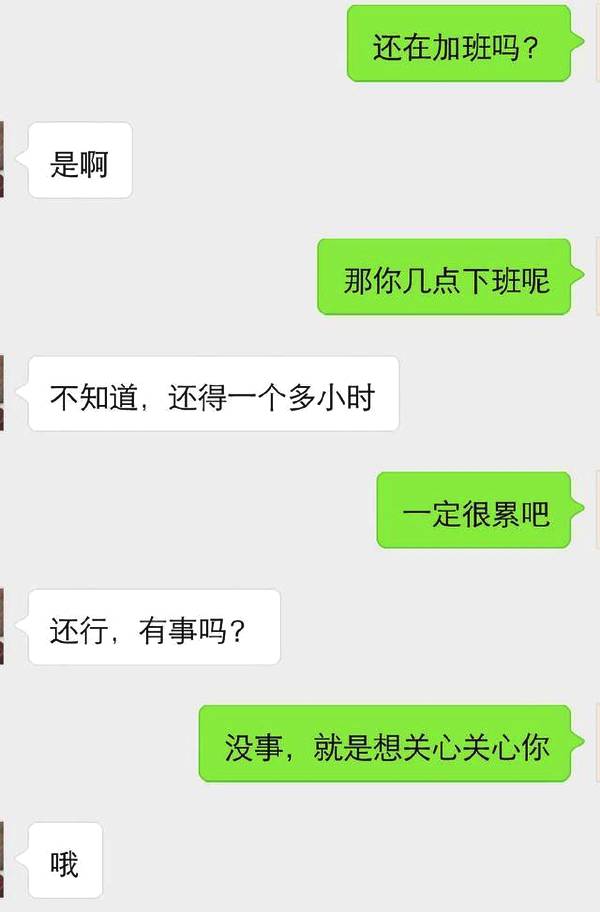 还在加班吗？
是啊
那你几点下班呢
不知道，还得一个多小时
一定很累吧
还行，有事吗？
没事，就是想关心关心你
哦